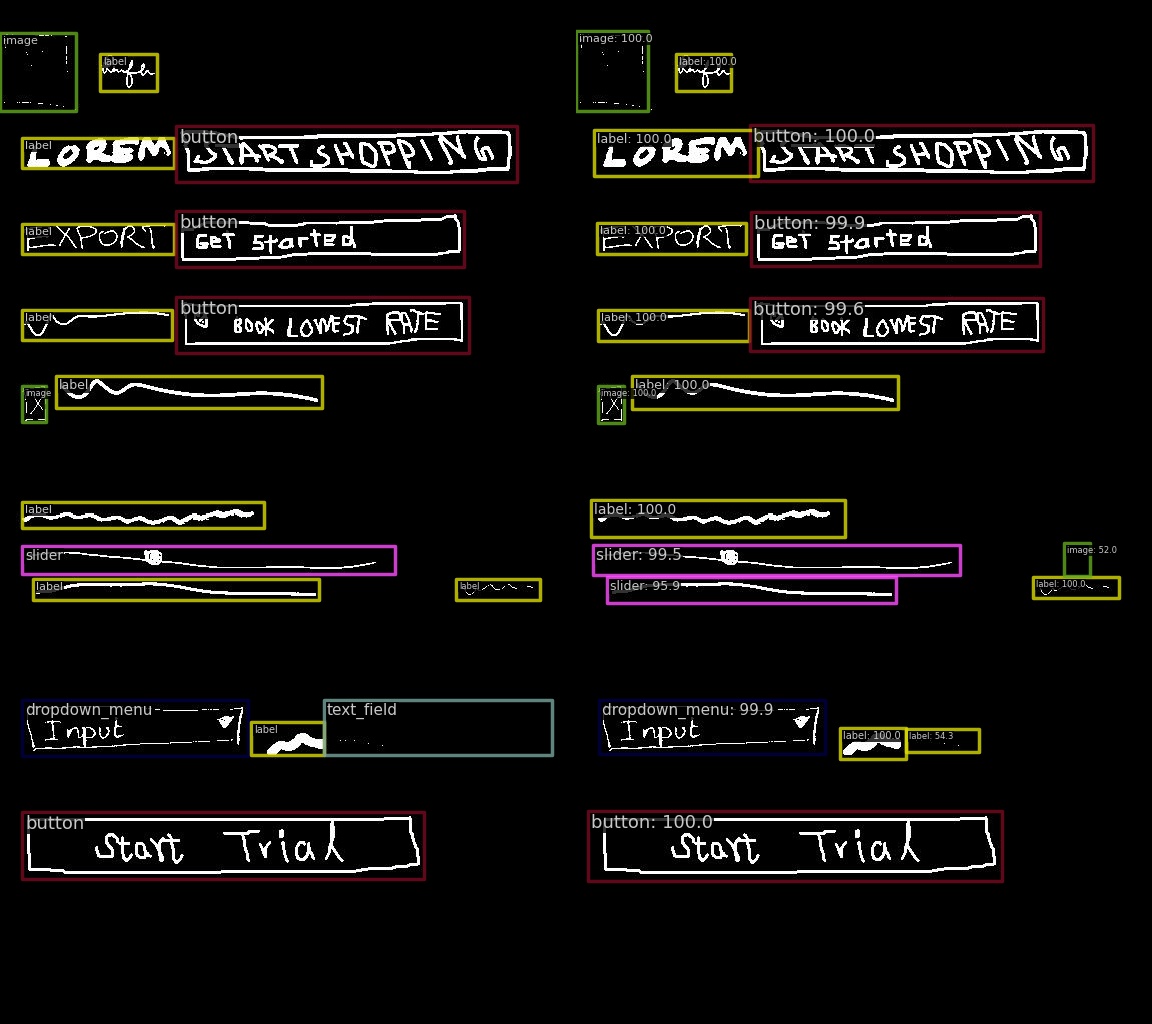 image image: 100.0
label label: 100.0
label LOREM button START SHOPPING label: 100.0 LOREM button: 100.0 START SHOPPING
label EXPORT button GeT Started label: 100.0 EXPORT button: 99.9 GeT Started
label button BOOK LOWEST RATE label: 100.0 button: 99.6 BOOK LOWEST RATE
image label image: 100.0 label: 100.0
label label: 100.0
slider slider: 99.5 image: 52.0
label label slider: 95.9 label: 100.0
dropdown_menu text_field dropdown_menu: 99.9
Input label Input label: 100.0 label: 54.3
button button: 100.0
Start Trial Start Trial